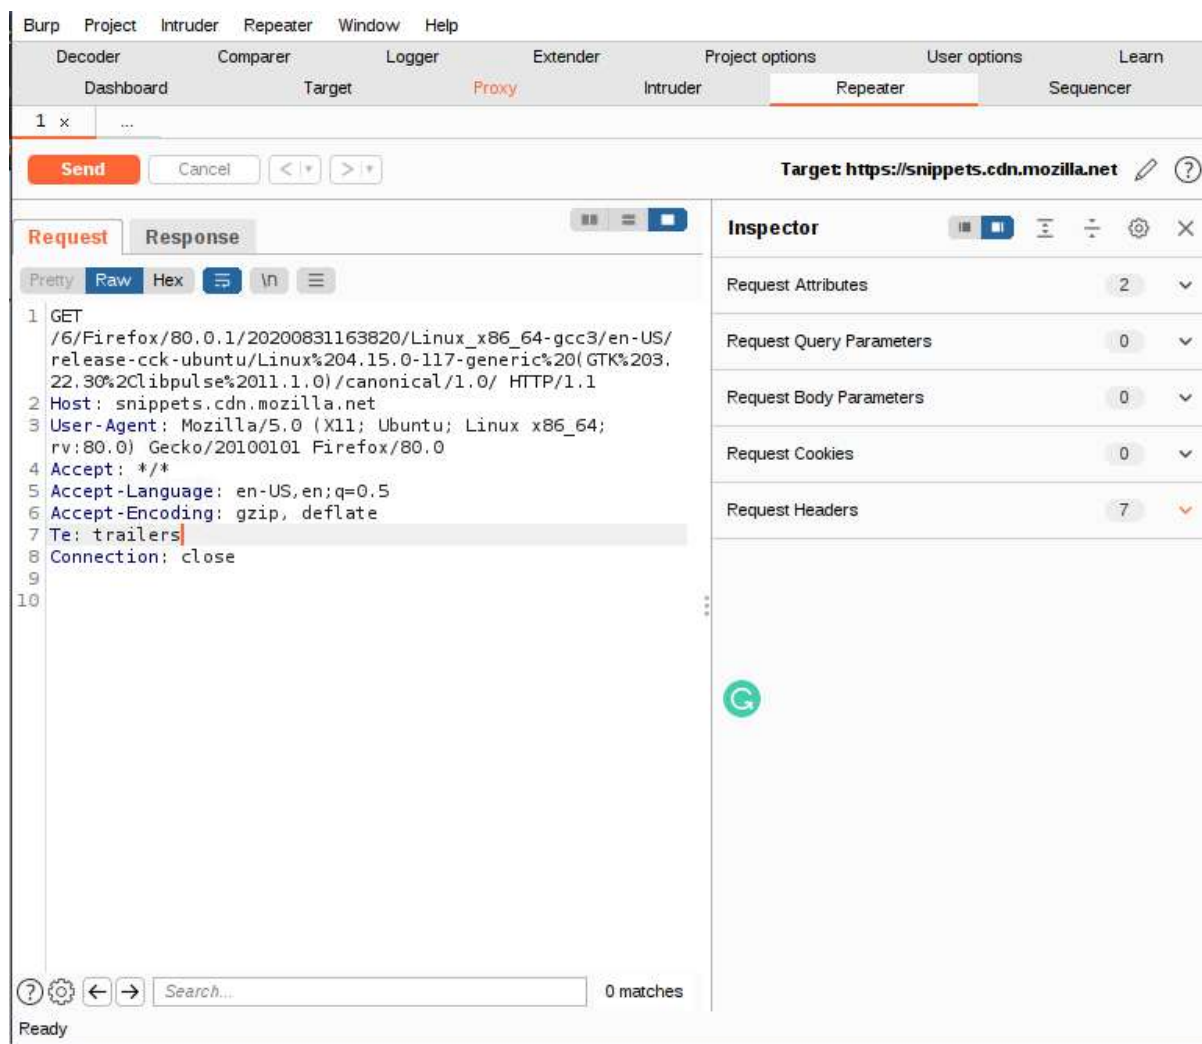 Burp Project Intruder Repeater Window Help
Decoder Comparer Logger Extender Project options User options Learn
Dashboard Target Proxy Intruder Repeater Sequencer
1 x ...
Send Cancel < > Target: https://snippets.cdn.mozilla.net ?
Request Response
Inspector
Pretty Raw Hex \n
Request Attributes 2
1 GET
/6/Firefox/80.0.1/20200831163820/Linux_x86_64-gcc3/en-US/
release-cck-ubuntu/Linux%204.15.0-117-generic%20(GTK%203.
22.30%2Clibpulse%2011.1.0)/canonical/1.0/ HTTP/1.1
2 Host: snippets.cdn.mozilla.net
3 User-Agent: Mozilla/5.0 (X11; Ubuntu; Linux x86_64;
rv:80.0) Gecko/20100101 Firefox/80.0
4 Accept: */*
5 Accept-Language: en-US,en;q=0.5
6 Accept-Encoding: gzip, deflate
7 Te: trailers
8 Connection: close
9
10
Request Query Parameters 0
Request Body Parameters 0
Request Cookies 0
Request Headers 7
G
? Search... 0 matches
Ready